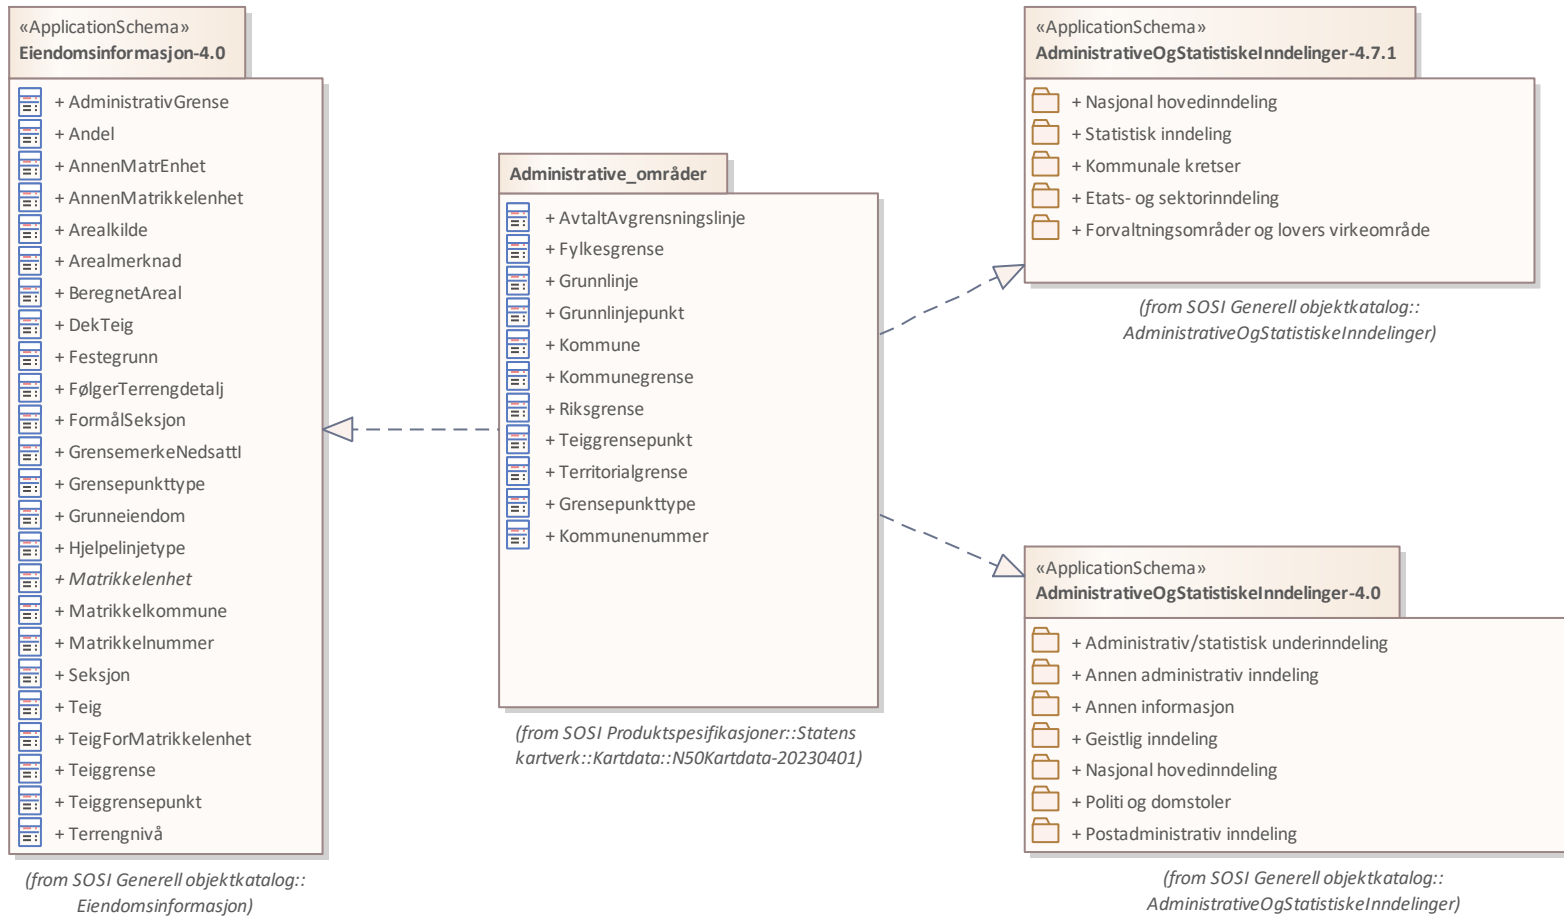 «ApplicationSchema»
Eiendomsinformasjon-4.0
+ AdministrativGrense
+ Andel
+ AnnenMatrEnhet
+ AnnenMatrikkelenhet
+ Arealkilde
+ Arealmerknad
+ BeregnetAreal
+ DekTeig
+ Festegrunn
+ FølgerTerrengdetalj
+ FormålSeksjon
+ GrensemerkeNedsattI
+ Grensepunkttype
+ Grunneiendom
+ Hjelpelinjetype
+ Matrikkelenhet
+ Matrikkelkommune
+ Matrikkelnummer
+ Seksjon
+ Teig
+ TeigForMatrikkelenhet
+ Teiggrense
+ Teiggrensepunkt
+ Terrengnivå
(from SOSI Generell objektkatalog::
Eiendomsinformasjon)
Administrative_områder
+ AvtaltAvgrensningslinje
+ Fylkesgrense
+ Grunnlinje
+ Grunnlinjepunkt
+ Kommune
+ Kommunegrense
+ Riksgrense
+ Teiggrensepunkt
+ Territorialgrense
+ Grensepunkttype
+ Kommunenummer
(from SOSI Produktspesifikasjoner::Statens
kartverk::Kartdata::N50Kartdata-20230401)
«ApplicationSchema»
AdministrativeOgStatistiskeInndelinger-4.7.1
+ Nasjonal hovedinndeling
+ Statistisk inndeling
+ Kommunale kretser
+ Etats- og sektorinndeling
+ Forvaltningsområder og lovers virkeområde
(from SOSI Generell objektkatalog::
AdministrativeOgStatistiskeInndelinger)
«ApplicationSchema»
AdministrativeOgStatistiskeInndelinger-4.0
+ Administrativ/statistisk underinndeling
+ Annen administrativ inndeling
+ Annen informasjon
+ Geistlig inndeling
+ Nasjonal hovedinndeling
+ Politi og domstoler
+ Postadministrativ inndeling
(from SOSI Generell objektkatalog::
AdministrativeOgStatistiskeInndelinger)